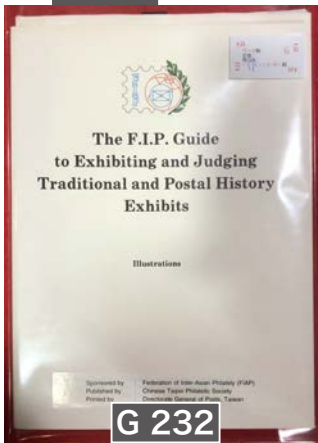 The F.I.P. Guide
to Exhibiting and Judging
Traditional and Postal History
Exhibits
Illustrations
Sponsored by Federation of Inter-Asian Philately (FIAP)
Published by Chinese Taipei Philatelic Society
Printed by Directorate General of Posts, Taiwan
G 232